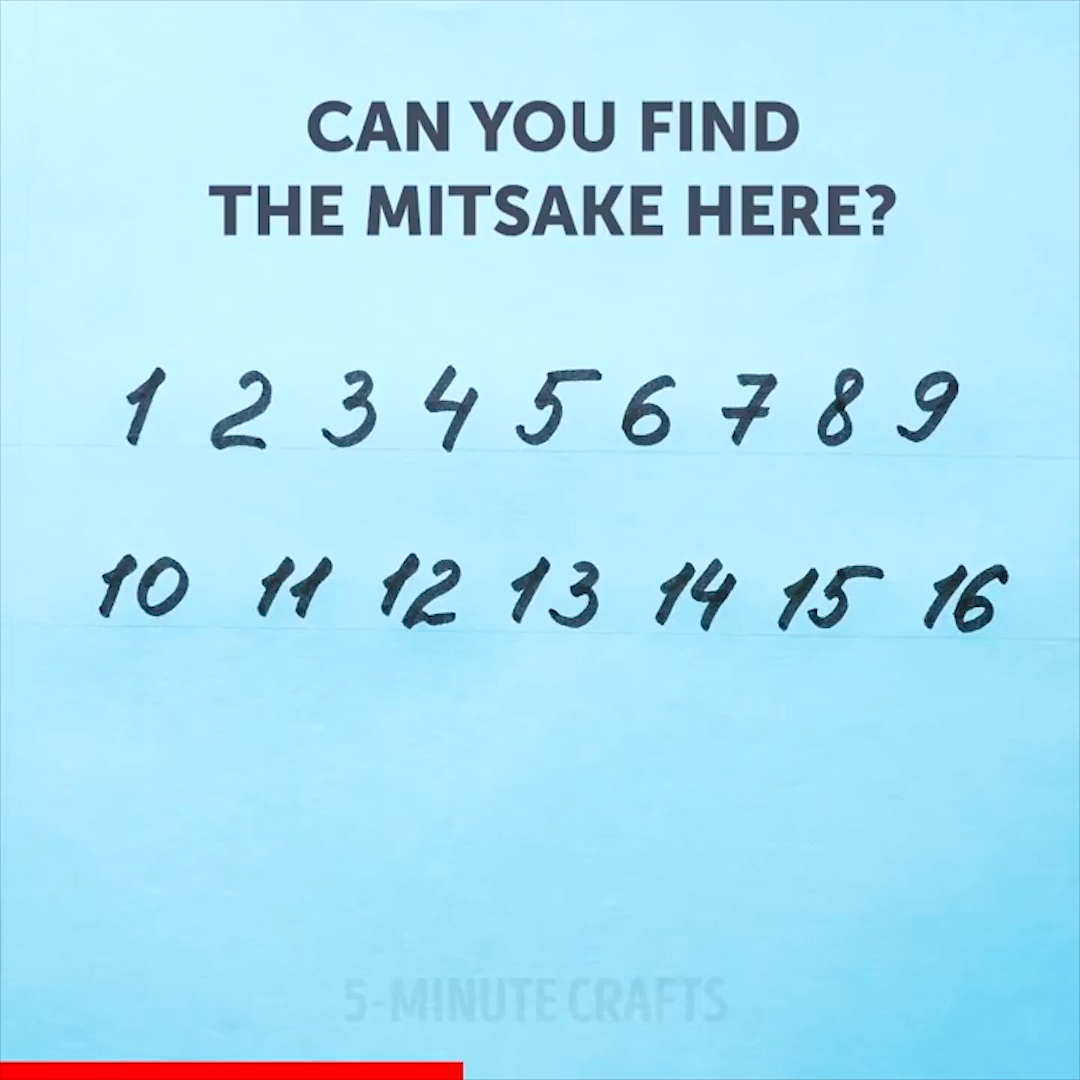 CAN YOU FIND
THE MITSAKE HERE?
1 2 3 4 5 6 7 8 9
10 11 12 13 14 15 16
5-MINUTE CRAFTS